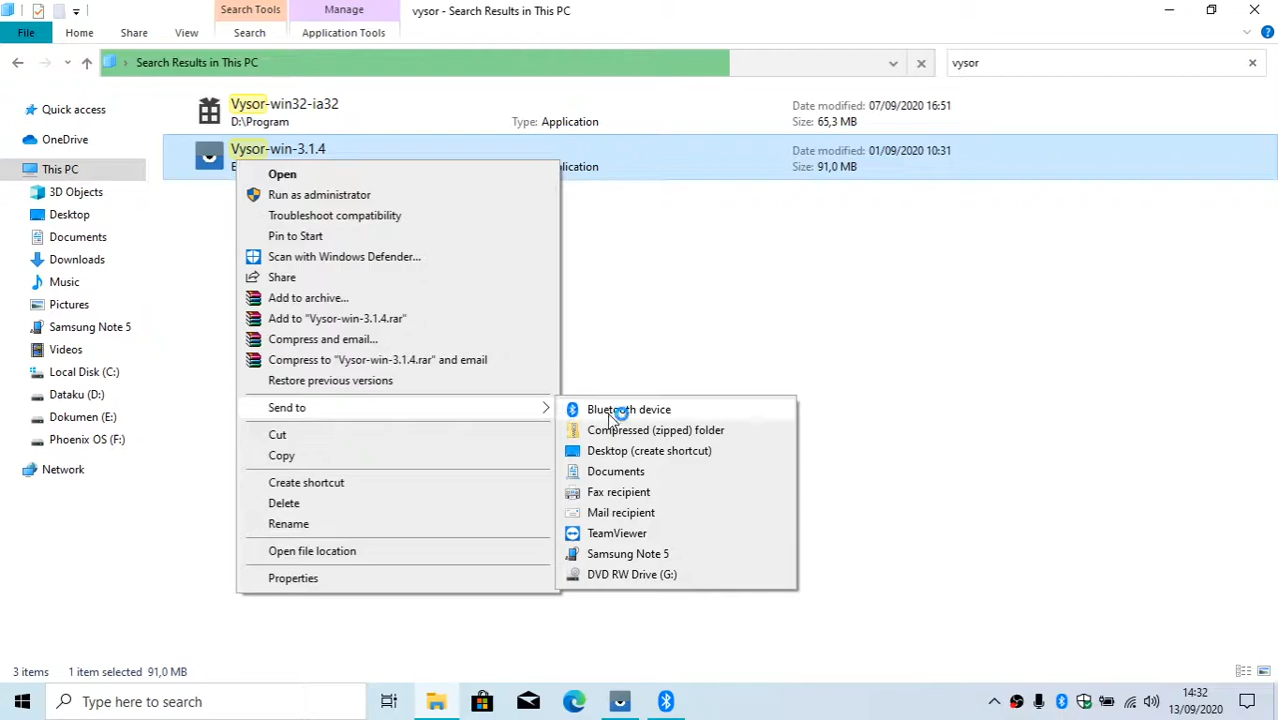 Search Tools
Manage
vysor - Search Results in This PC
File
Home
Share
View
Search
Application Tools
Search Results in This PC
vysor
Quick access
OneDrive
This PC
3D Objects
Desktop
Documents
Downloads
Music
Pictures
Samsung Note 5
Videos
Local Disk (C:)
Dataku (D:)
Dokumen (E:)
Phoenix OS (F:)
Network
Vysor-win32-ia32
D:\Program
Type: Application
Date modified: 07/09/2020 16:51
Size: 65,3 MB
Vysor-win-3.1.4
Application
Date modified: 01/09/2020 10:31
Size: 91,0 MB
Open
Run as administrator
Troubleshoot compatibility
Pin to Start
Scan with Windows Defender...
Share
Add to archive...
Add to "Vysor-win-3.1.4.rar"
Compress and email...
Compress to "Vysor-win-3.1.4.rar" and email
Restore previous versions
Send to
Cut
Copy
Create shortcut
Delete
Rename
Open file location
Properties
Bluetooth device
Compressed (zipped) folder
Desktop (create shortcut)
Documents
Fax recipient
Mail recipient
TeamViewer
Samsung Note 5
DVD RW Drive (G:)
3 items
1 item selected 91,0 MB
Type here to search
14:32
13/09/2020